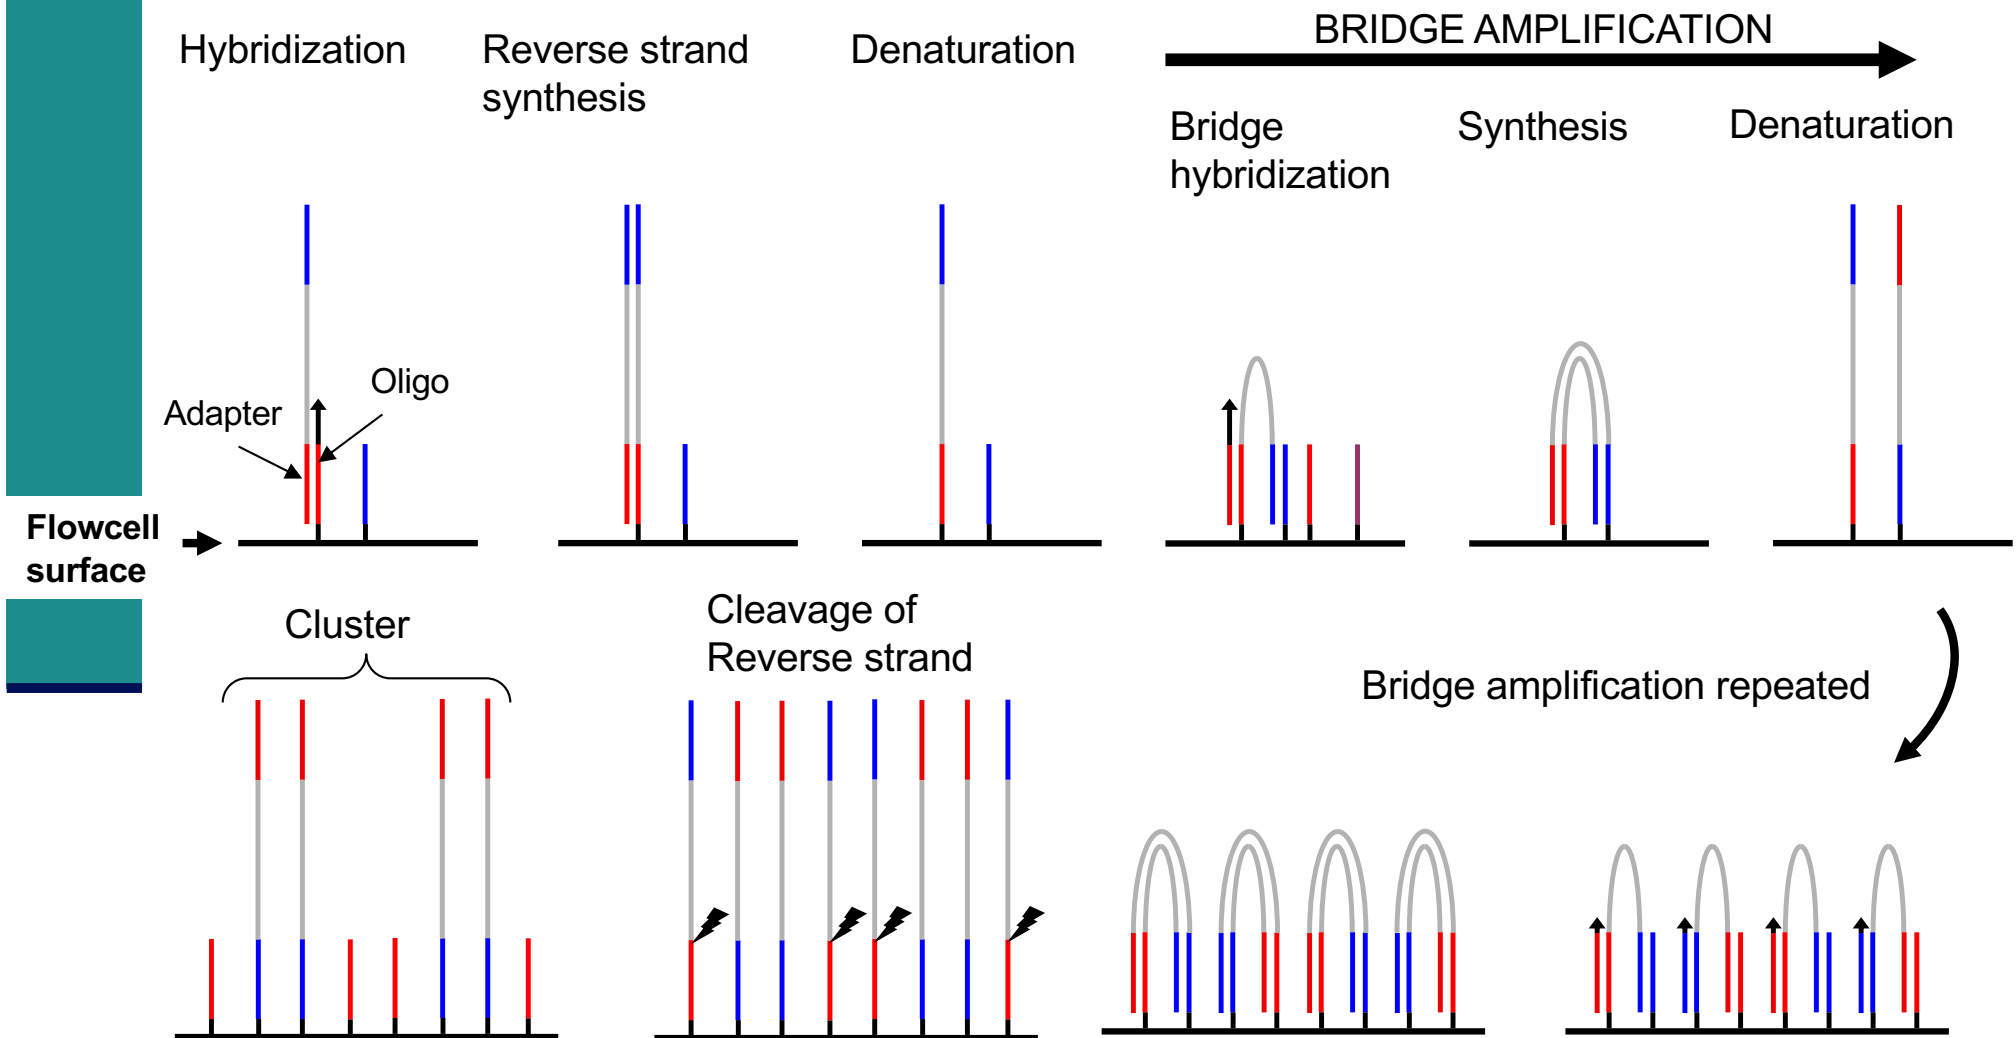 Hybridization
Reverse strand
synthesis
Denaturation
BRIDGE AMPLIFICATION
Bridge
hybridization
Synthesis
Denaturation
Oligo
Adapter
Flowcell
surface
Cluster
Cleavage of
Reverse strand
Bridge amplification repeated